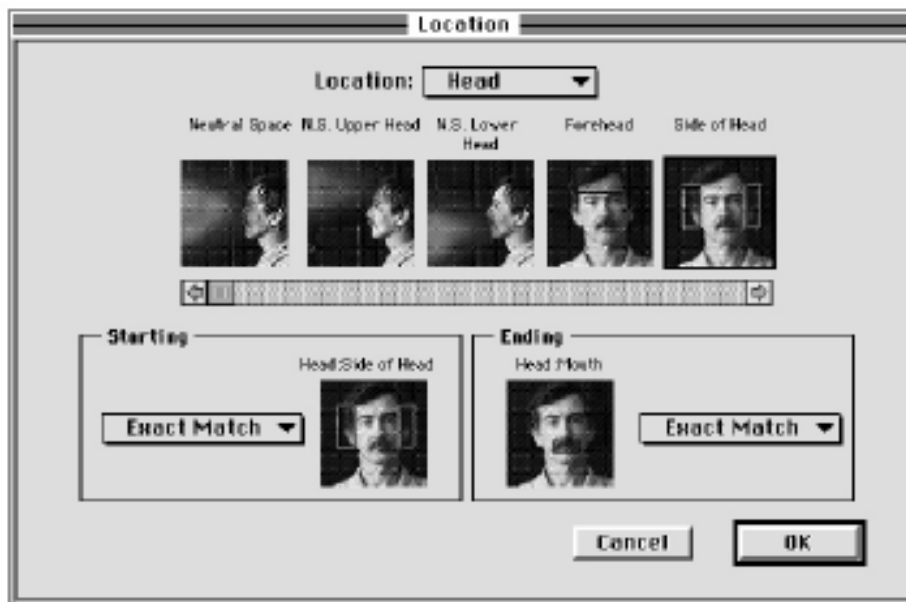 Location
Location: Head
Neutral Space N.S. Upper Head N.S. Lower Head Forehead Side of Head
Starting
Ending
Head:Side of Head
Head:Mouth
Exact Match
Exact Match
Cancel
OK